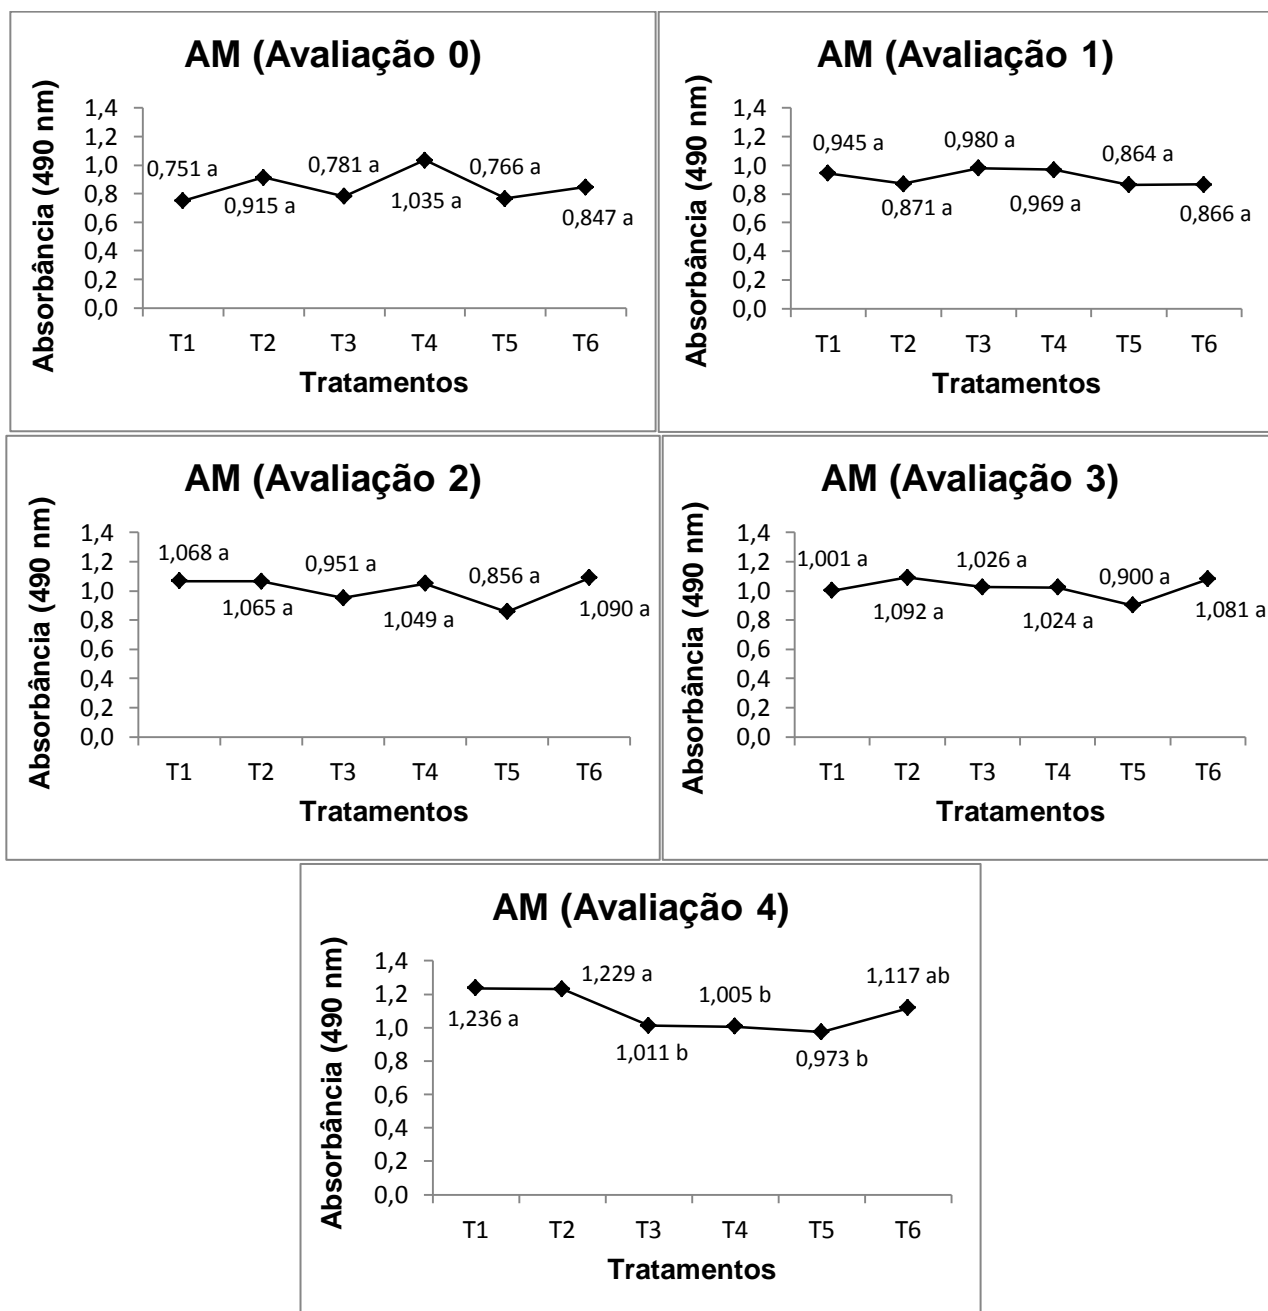 AM (Avaliação 0)
Absorbância (490 nm)
1,4
1,2
1,0
0,8
0,6
0,4
0,2
0,0
0,751 a
0,915 a
0,781 a
1,035 a
0,766 a
0,847 a
T1 T2 T3 T4 T5 T6
Tratamentos
AM (Avaliação 1)
Absorbância (490 nm)
1,4
1,2
1,0
0,8
0,6
0,4
0,2
0,0
0,945 a
0,871 a
0,980 a
0,969 a
0,864 a
0,866 a
T1 T2 T3 T4 T5 T6
Tratamentos
AM (Avaliação 2)
Absorbância (490 nm)
1,4
1,2
1,0
0,8
0,6
0,4
0,2
0,0
1,068 a
1,065 a
0,951 a
1,049 a
0,856 a
1,090 a
T1 T2 T3 T4 T5 T6
Tratamentos
AM (Avaliação 3)
Absorbância (490 nm)
1,4
1,2
1,0
0,8
0,6
0,4
0,2
0,0
1,001 a
1,092 a
1,026 a
1,024 a
0,900 a
1,081 a
T1 T2 T3 T4 T5 T6
Tratamentos
AM (Avaliação 4)
Absorbância (490 nm)
1,4
1,2
1,0
0,8
0,6
0,4
0,2
0,0
1,236 a
1,229 a
1,011 b
1,005 b
0,973 b
1,117 ab
T1 T2 T3 T4 T5 T6
Tratamentos